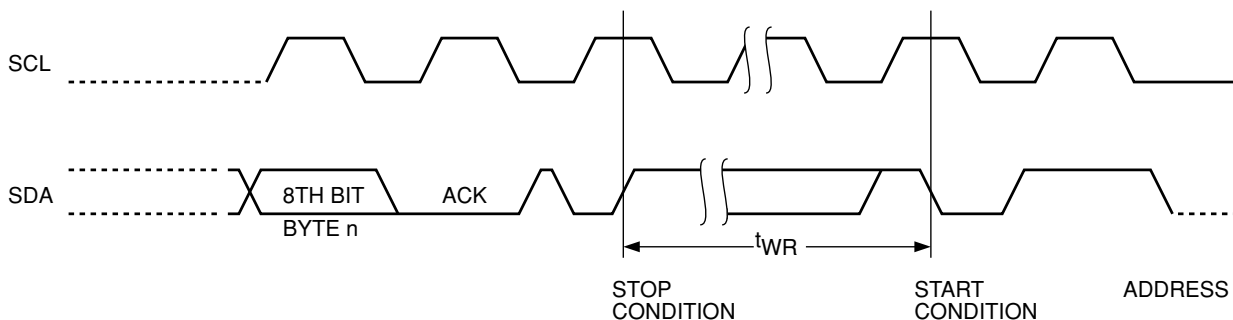 SCL
SDA
8TH BIT
ACK
BYTE n
tWR
STOP
CONDITION
START
CONDITION
ADDRESS